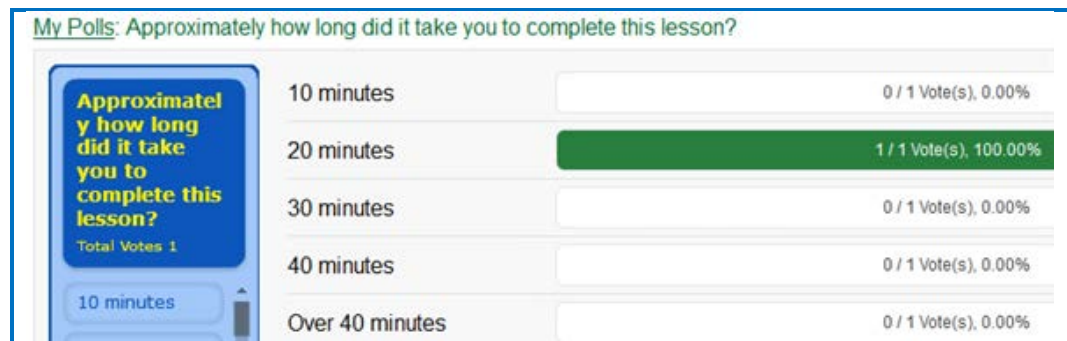 My Polls: Approximately how long did it take you to complete this lesson?
Approximatel
y how long
did it take
you to
complete this
lesson?
Total Votes 1
10 minutes
10 minutes 0 / 1 Vote(s), 0.00%
20 minutes 1 / 1 Vote(s), 100.00%
30 minutes 0 / 1 Vote(s), 0.00%
40 minutes 0 / 1 Vote(s), 0.00%
Over 40 minutes 0 / 1 Vote(s), 0.00%